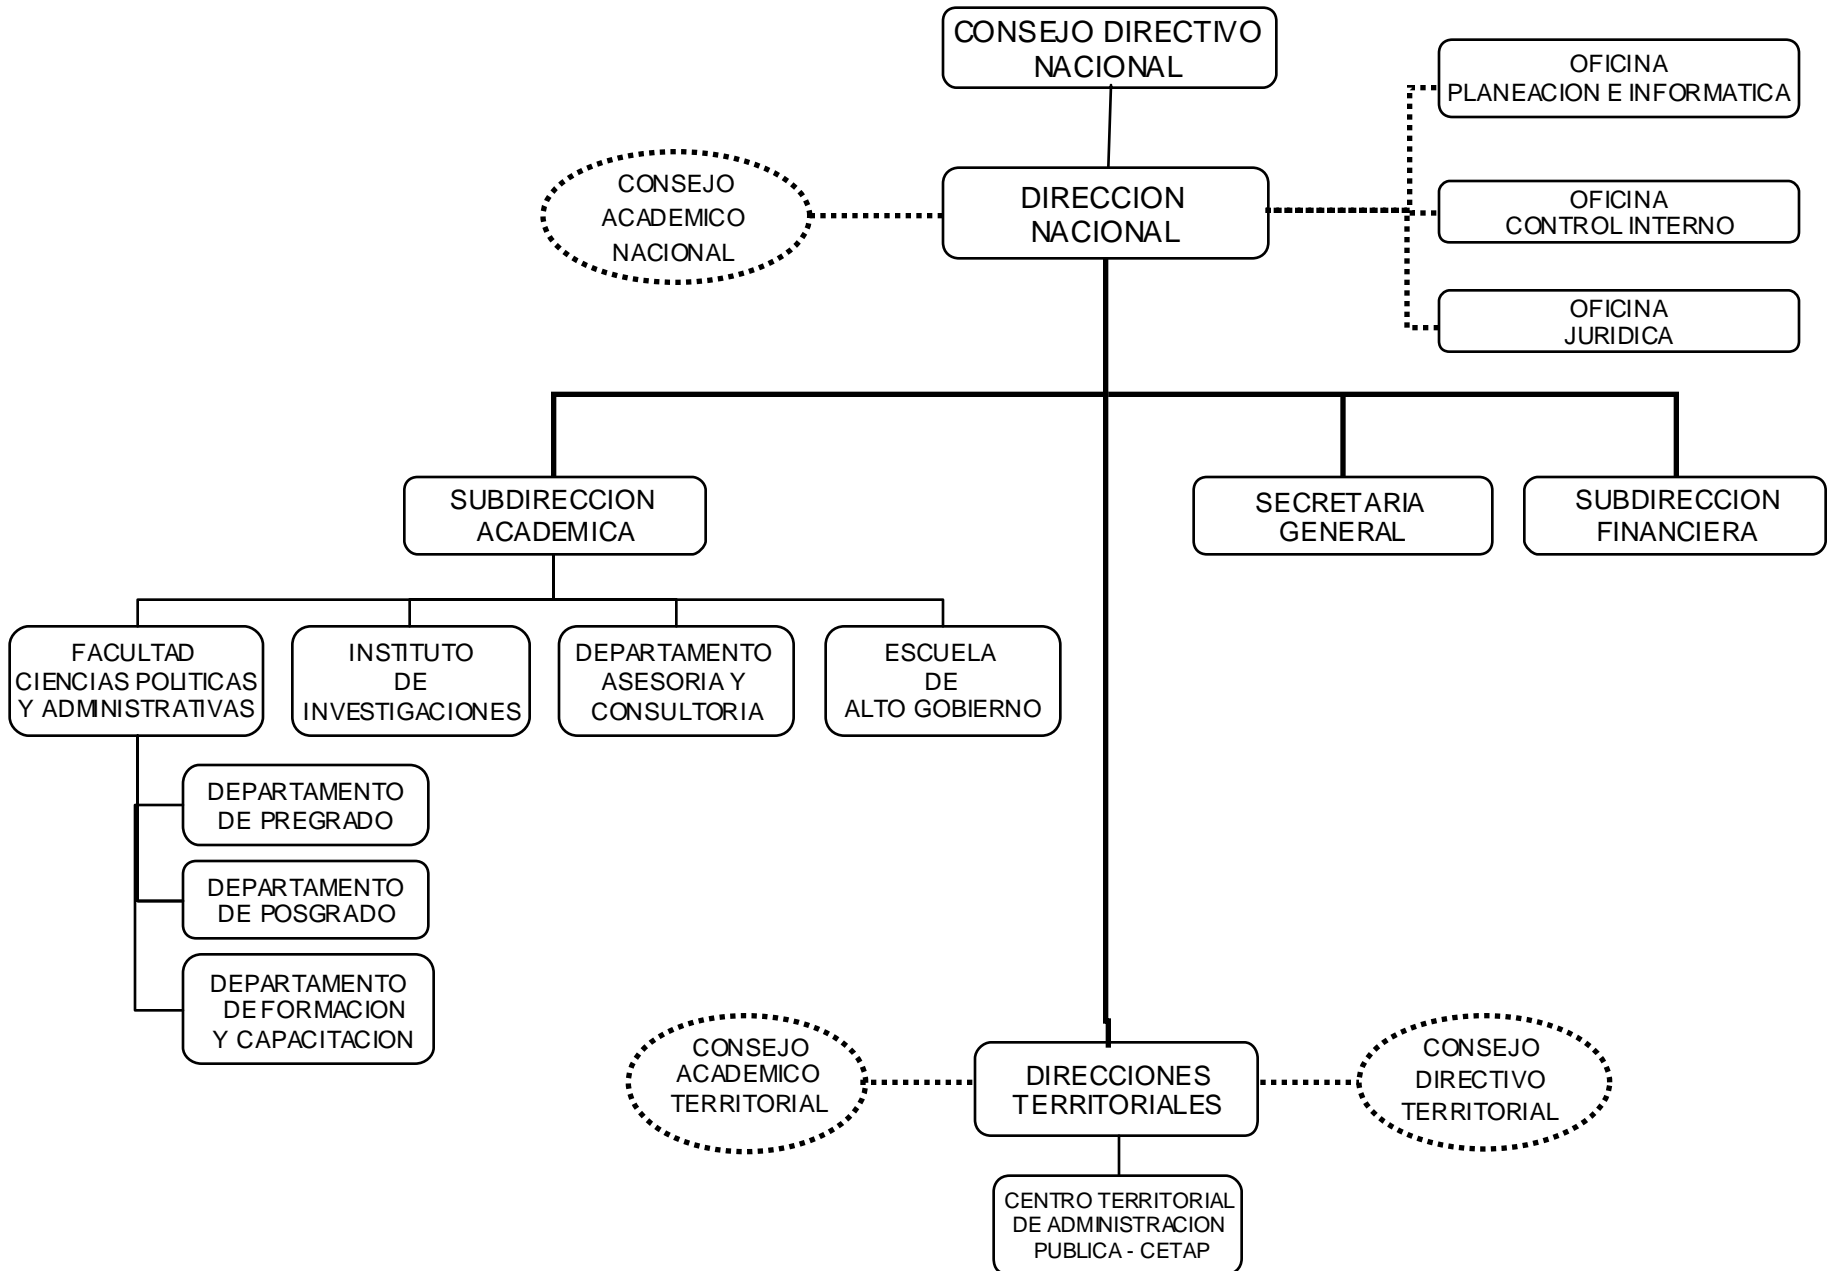 CONSEJO DIRECTIVO
NACIONAL
OFICINA
PLANEACION E INFORMATICA
CONSEJO
ACADEMICO
NACIONAL
DIRECCION
NACIONAL
OFICINA
CONTROL INTERNO
OFICINA
JURIDICA
SUBDIRECCION
ACADEMICA
SECRETARIA
GENERAL
SUBDIRECCION
FINANCIERA
FACULTAD
CIENCIAS POLITICAS
Y ADMINISTRATIVAS
INSTITUTO
DE
INVESTIGACIONES
DEPARTAMENTO
ASESORIA Y
CONSULTORIA
ESCUELA
DE
ALTO GOBIERNO
DEPARTAMENTO
DE PREGRADO
DEPARTAMENTO
DE POSGRADO
DEPARTAMENTO
DE FORMACION
Y CAPACITACION
CONSEJO
ACADEMICO
TERRITORIAL
DIRECCIONES
TERRITORIALES
CONSEJO
DIRECTIVO
TERRITORIAL
CENTRO TERRITORIAL
DE ADMINISTRACION
PUBLICA - CETAP